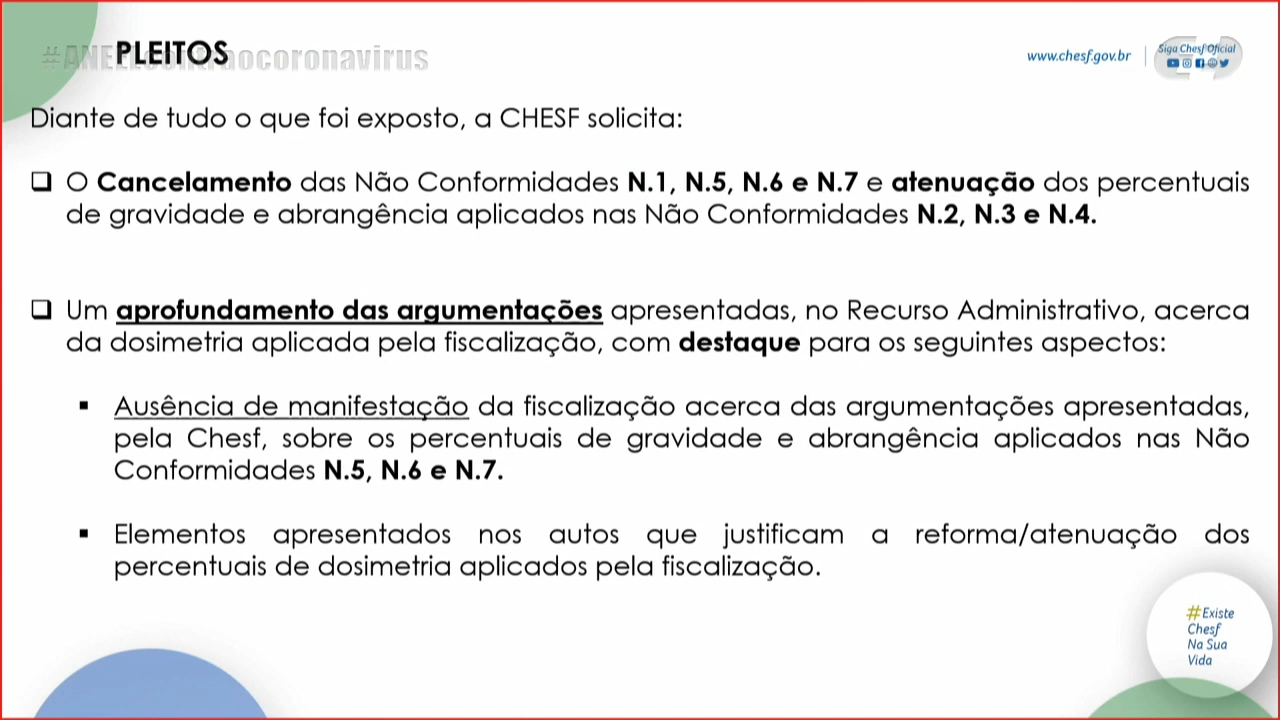 #ANEELcontraocoronavirus
PLEITOS
www.chesf.gov.br
Siga Chesf Oficial
Diante de tudo o que foi exposto, a CHESF solicita:
❑ O Cancelamento das Não Conformidades N.1, N.5, N.6 e N.7 e atenuação dos percentuais
de gravidade e abrangência aplicados nas Não Conformidades N.2, N.3 e N.4.
❑ Um aprofundamento das argumentações apresentadas, no Recurso Administrativo, acerca
da dosimetria aplicada pela fiscalização, com destaque para os seguintes aspectos:
▪ Ausência de manifestação da fiscalização acerca das argumentações apresentadas,
pela Chesf, sobre os percentuais de gravidade e abrangência aplicados nas Não
Conformidades N.5, N.6 e N.7.
▪ Elementos apresentados nos autos que justificam a reforma/atenuação dos
percentuais de dosimetria aplicados pela fiscalização.
#Existe
Chesf
Na Sua
Vida